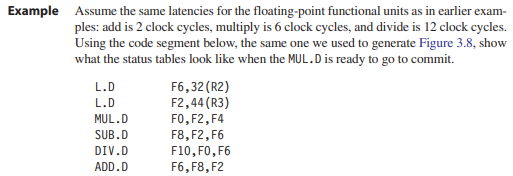 Example Assume the same latencies for the floating-point functional units as in earlier exam-
ples: add is 2 clock cycles, multiply is 6 clock cycles, and divide is 12 clock cycles.
Using the code segment below, the same one we used to generate Figure 3.8, show
what the status tables look like when the MUL.D is ready to go to commit.
L.D F6,32(R2)
L.D F2,44(R3)
MUL.D F0,F2,F4
SUB.D F8,F2,F6
DIV.D F10,F0,F6
ADD.D F6,F8,F2